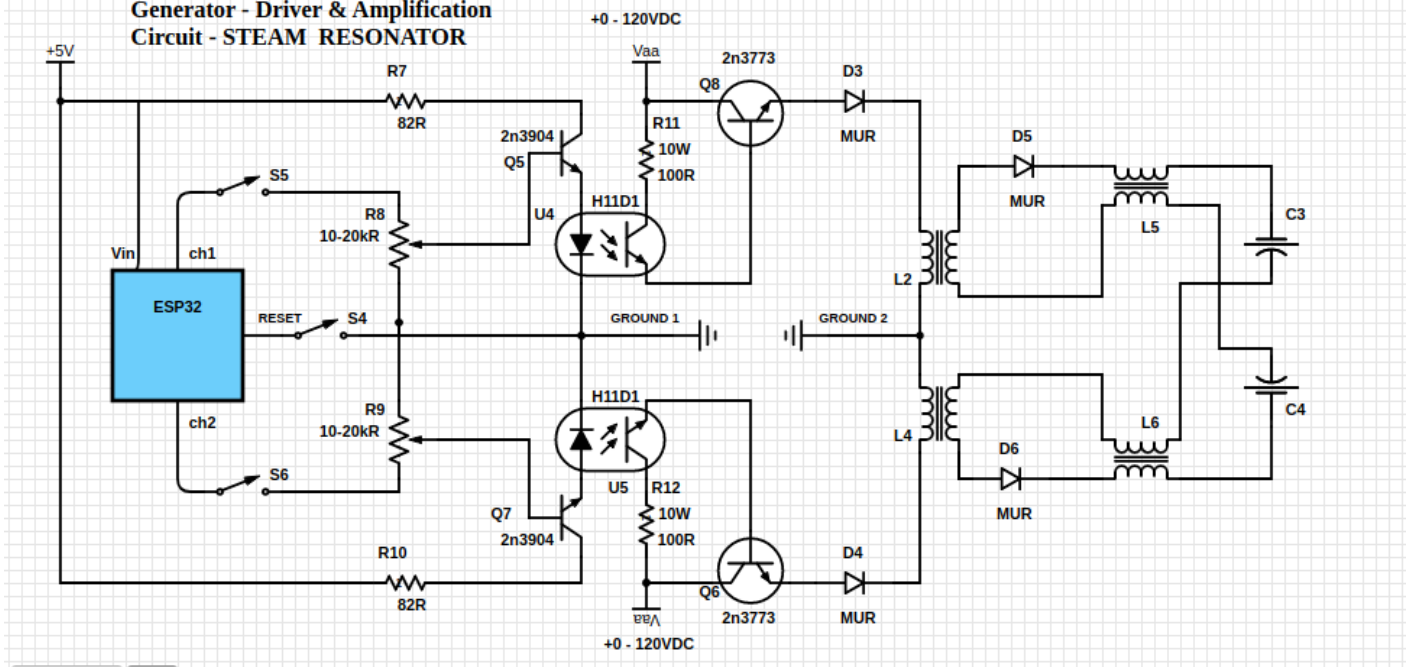 Generator - Driver & Amplification
Circuit - STEAM RESONATOR
+0 - 120VDC
+5V
Vaa
2n3773
R7
Q8
D3
82R
R11
2n3904
10W
MUR
D5
Q5
100R
S5
H11D1
MUR
R8
U4
C3
10-20kR
L5
Vin
ch1
L2
ESP32
RESET
S4
GROUND 1
GROUND 2
H11D1
R9
C4
ch2
10-20kR
L4
L6
D6
S6
U5
R12
Q7
10W
MUR
2n3904
100R
R10
D4
Q6
82R
Vaa
2n3773
MUR
+0 - 120VDC